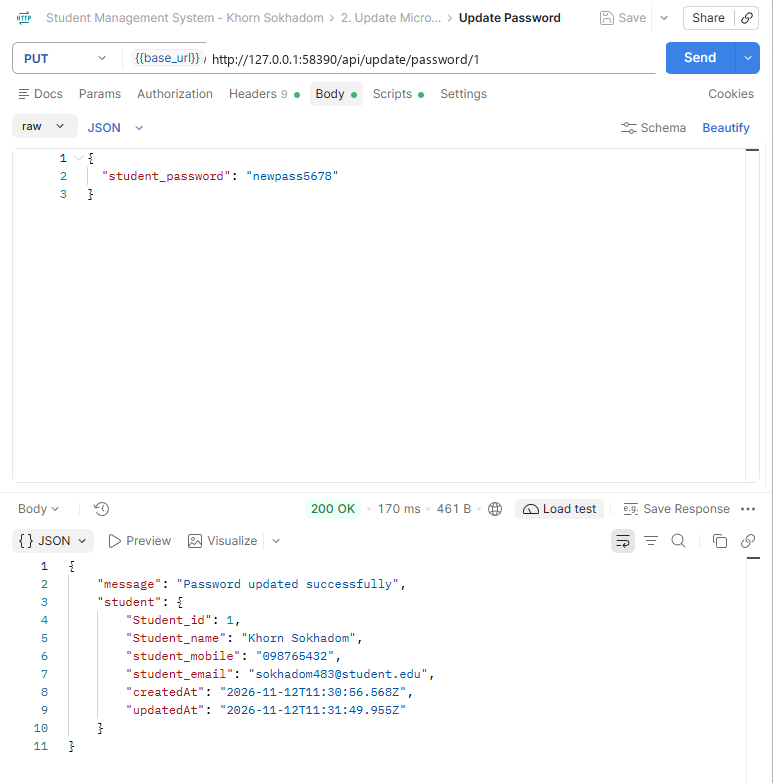 HTTP Student Management System - Khorn Sokhadom > 2. Update Micro... > Update Password Save Share
PUT {{base_url}} / http://127.0.0.1:58390/api/update/password/1 Send
Docs Params Authorization Headers 9 Body Scripts Settings Cookies
raw JSON Schema Beautify
1 {
2 "student_password": "newpass5678"
3 }
Body 200 OK • 170 ms • 461 B • Load test e.g. Save Response
{} JSON Preview Visualize
1 {
2 "message": "Password updated successfully",
3 "student": {
4 "Student_id": 1,
5 "Student_name": "Khorn Sokhadom",
6 "student_mobile": "098765432",
7 "student_email": "sokhadom483@student.edu",
8 "createdAt": "2026-11-12T11:30:56.568Z",
9 "updatedAt": "2026-11-12T11:31:49.955Z"
10 }
11 }